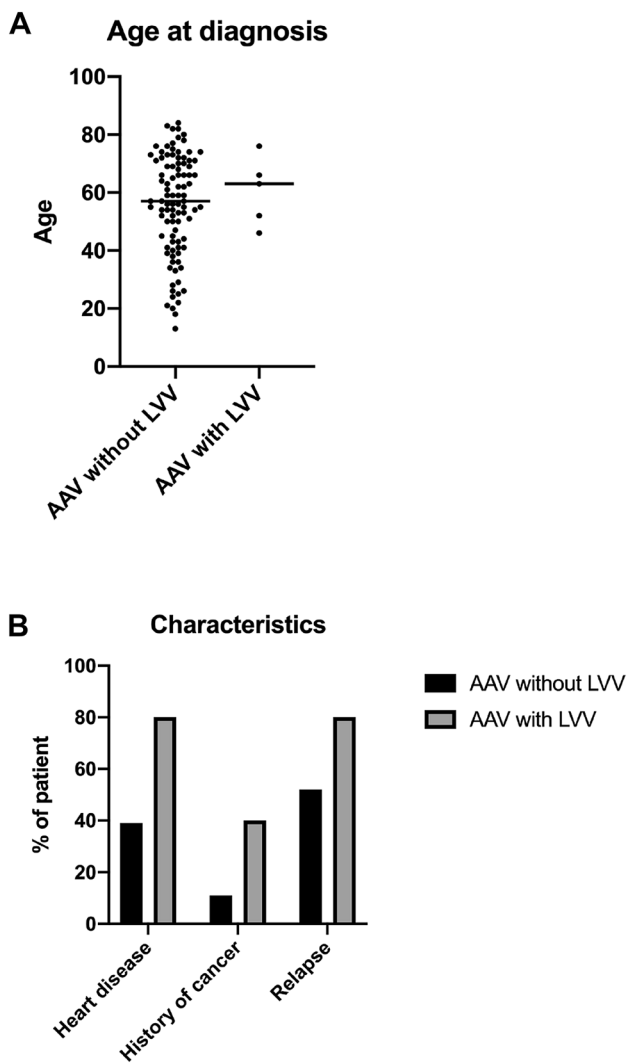 A
Age at diagnosis
100
80
60
40
20
0
Age
AAV without LVV
AAV with LVV
B
Characteristics
100
80
60
40
20
0
% of patient
Heart disease
History of cancer
Relapse
AAV without LVV
AAV with LVV